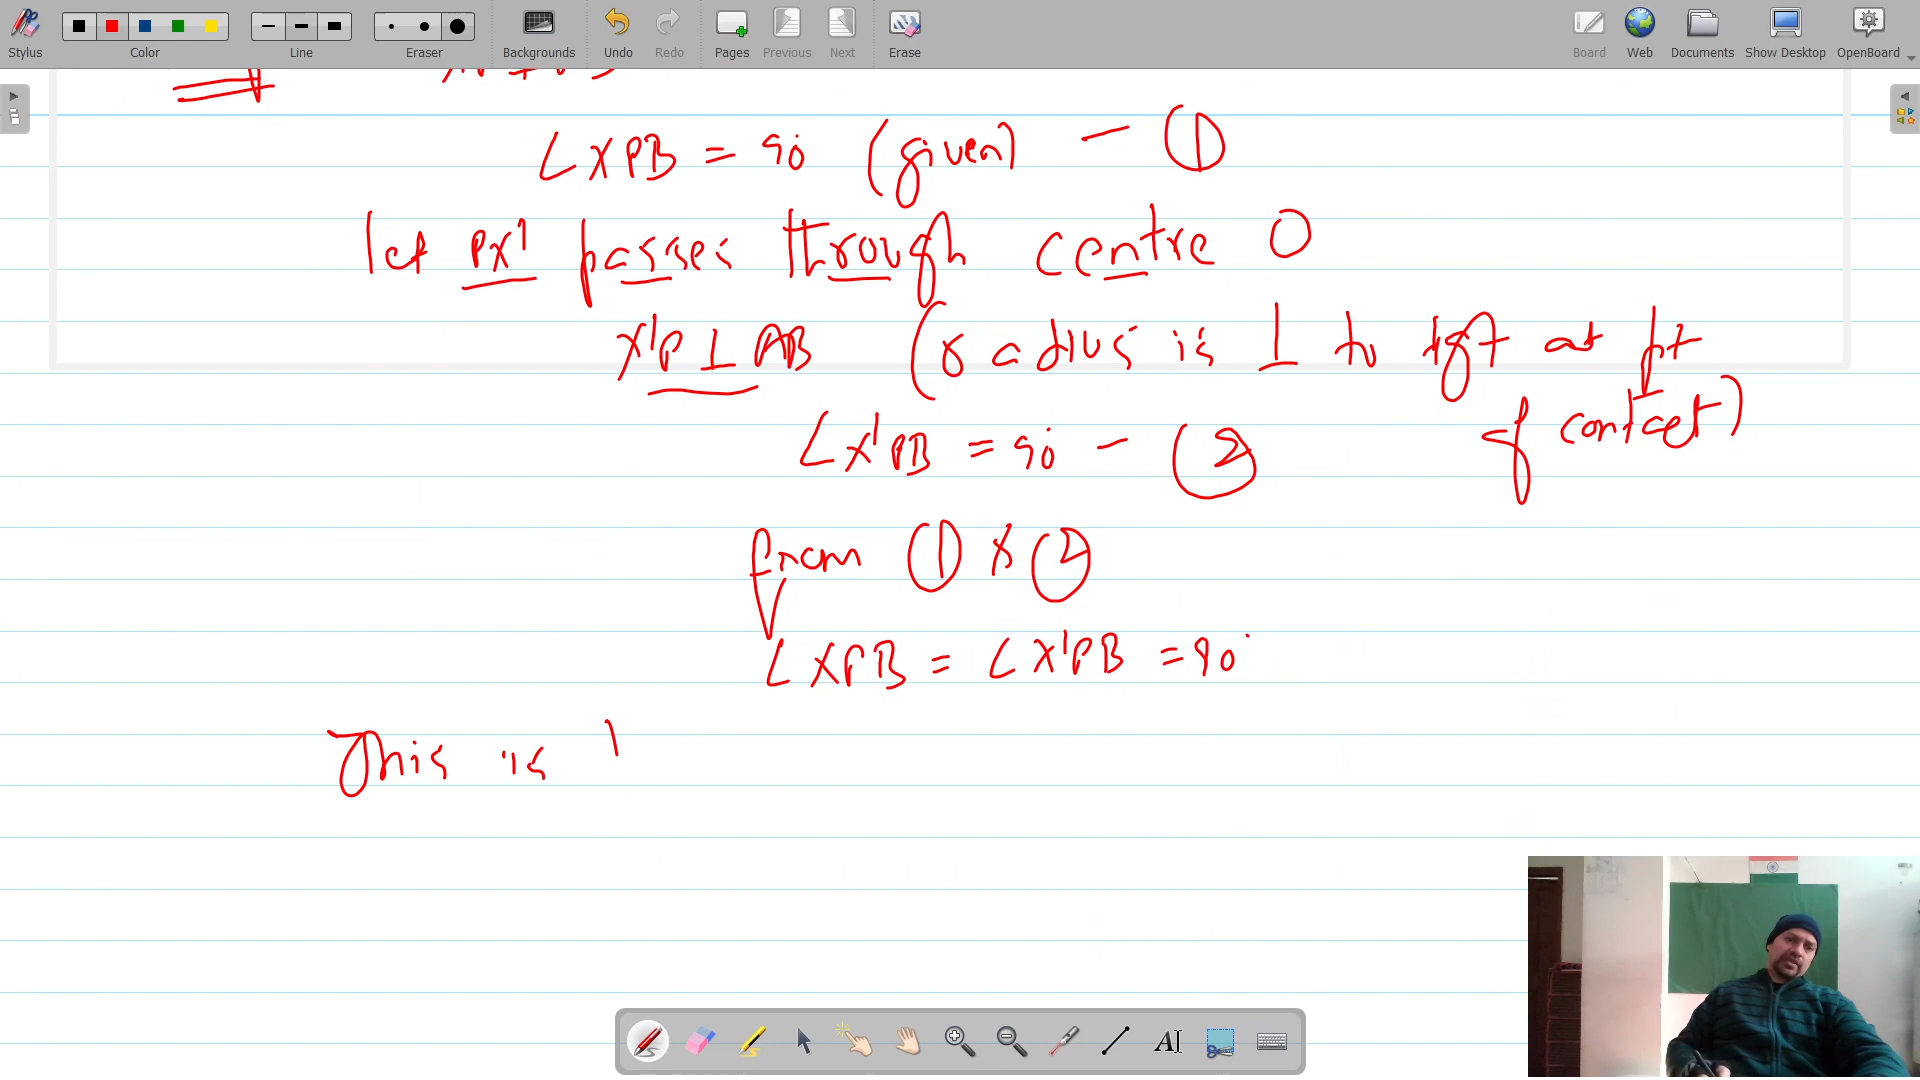 Stylus Color Line Eraser Backgrounds Undo Redo Pages Previous Next Erase Board Web Documents Show Desktop OpenBoard
∠XPB = 90° (given) — ①
let PX' passes through centre O
X'P ⊥ AB (radius is ⊥ to tgt at pt
of contact)
∠X'PB = 90° — ②
from ① & ②
∠XPB = ∠X'PB = 90°
This is